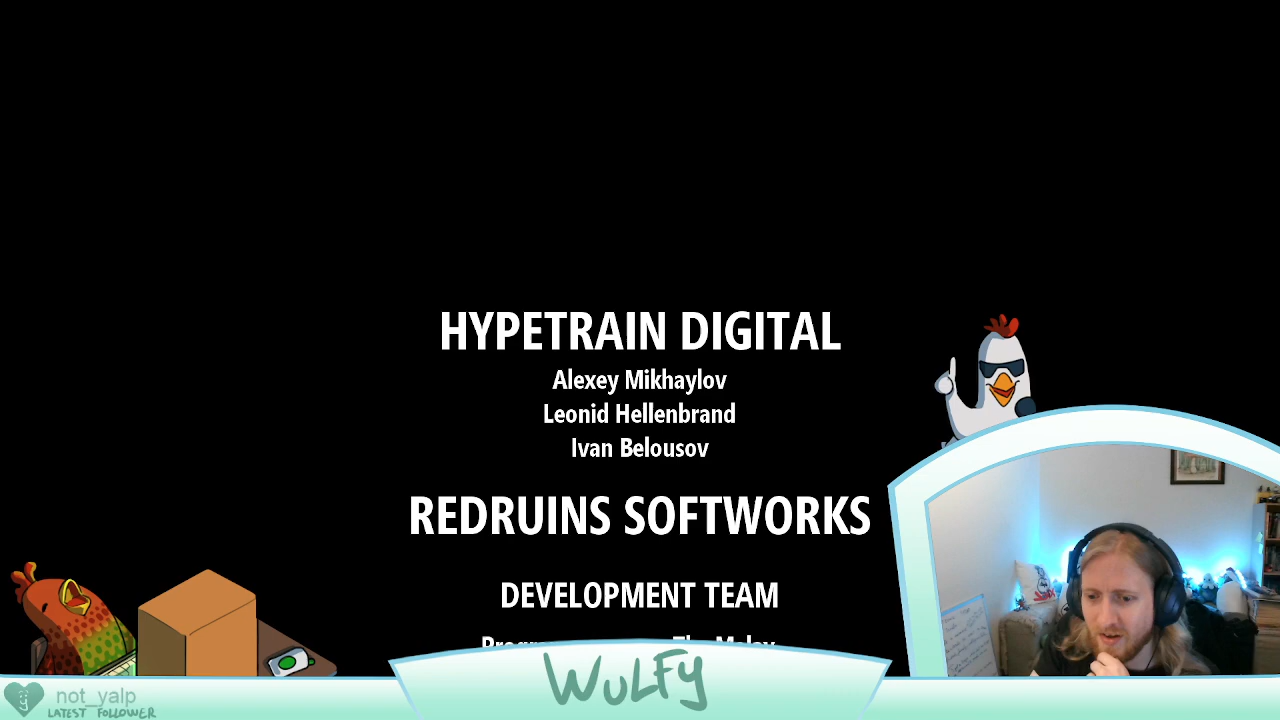 HYPETRAIN DIGITAL
Alexey Mikhaylov
Leonid Hellenbrand
Ivan Belousov
REDRUINS SOFTWORKS
DEVELOPMENT TEAM
WULFY
not_yalp
LATEST FOLLOWER